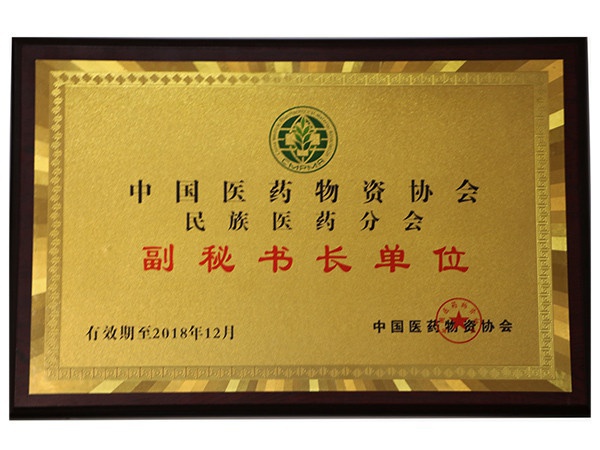 中国医药物资协会
民族医药分会
副秘书长单位
有效期至2018年12月
中国医药物资协会